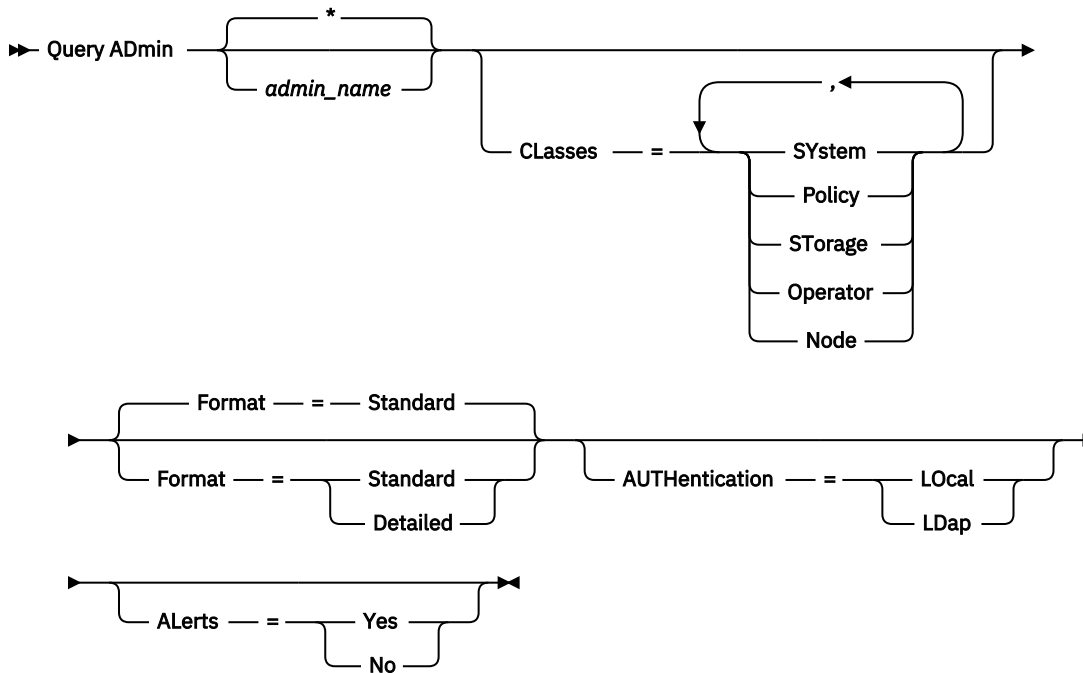 *
Query ADmin
admin_name
,
CLasses = SYstem
Policy
STorage
Operator
Node
Format = Standard
Format = Standard
Detailed
AUTHentication = LOcal
LDap
ALerts = Yes
No